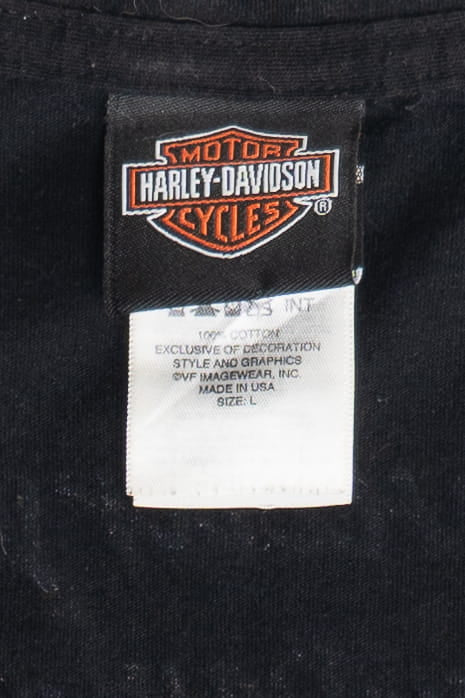 MOTOR
HARLEY-DAVIDSON
CYCLES ®
INT
100% COTTON
EXCLUSIVE OF DECORATION
STYLE AND GRAPHICS
©VF IMAGEWEAR, INC.
MADE IN USA
SIZE: L